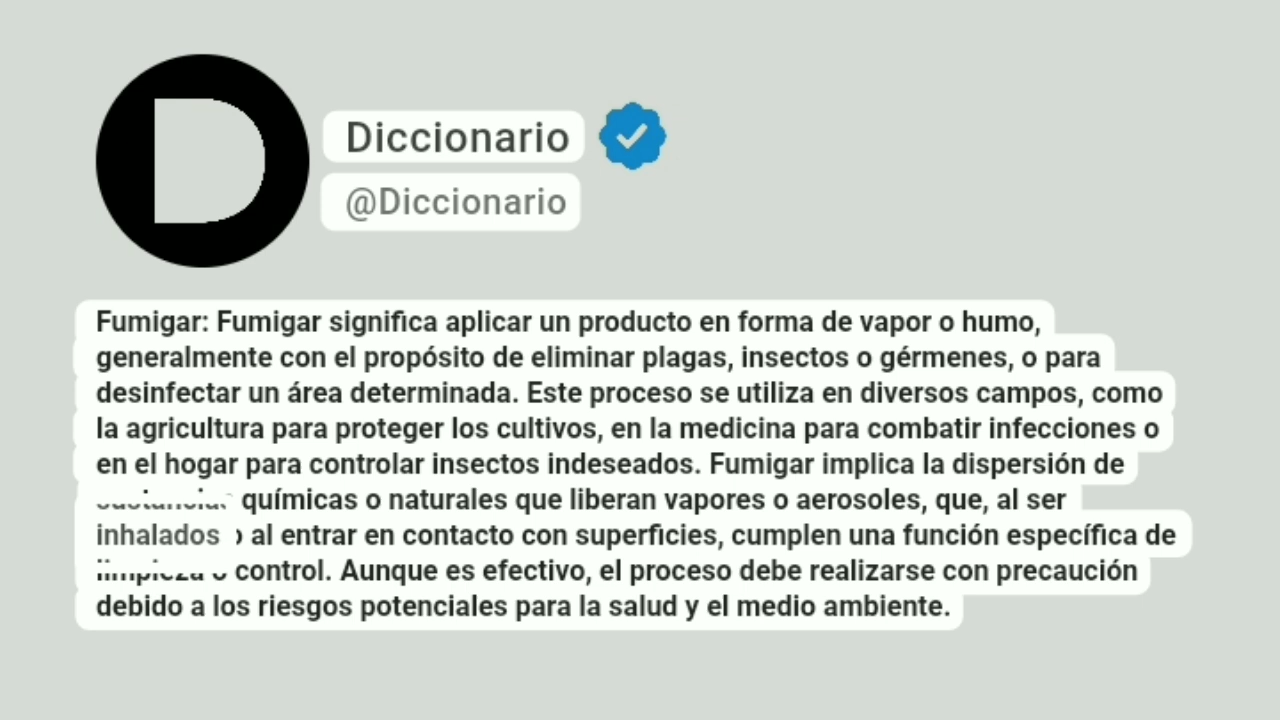 D
Diccionario
@Diccionario
Fumigar: Fumigar significa aplicar un producto en forma de vapor o humo,
generalmente con el propósito de eliminar plagas, insectos o gérmenes, o para
desinfectar un área determinada. Este proceso se utiliza en diversos campos, como
la agricultura para proteger los cultivos, en la medicina para combatir infecciones o
en el hogar para controlar insectos indeseados. Fumigar implica la dispersión de
químicas o naturales que liberan vapores o aerosoles, que, al ser
inhalados o al entrar en contacto con superficies, cumplen una función específica de
control. Aunque es efectivo, el proceso debe realizarse con precaución
debido a los riesgos potenciales para la salud y el medio ambiente.